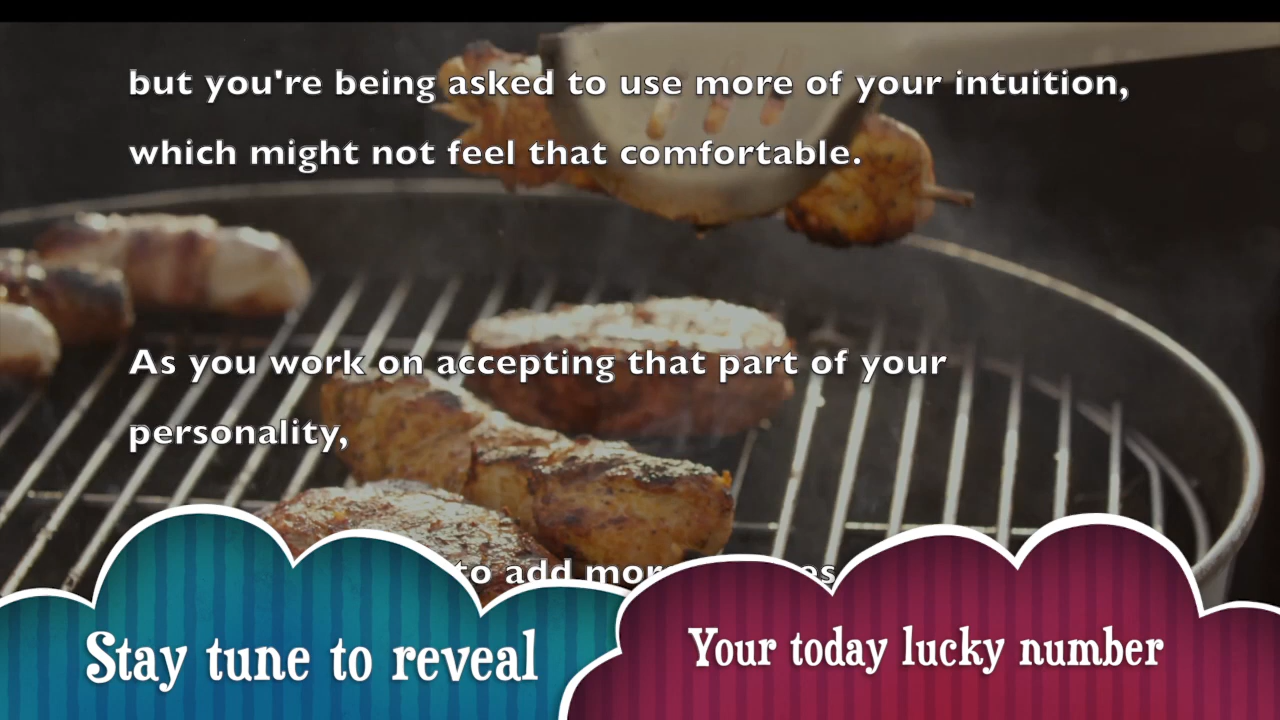 but you're being asked to use more of your intuition,
which might not feel that comfortable.
As you work on accepting that part of your
personality,
to add
Stay tune to reveal
Your today lucky number